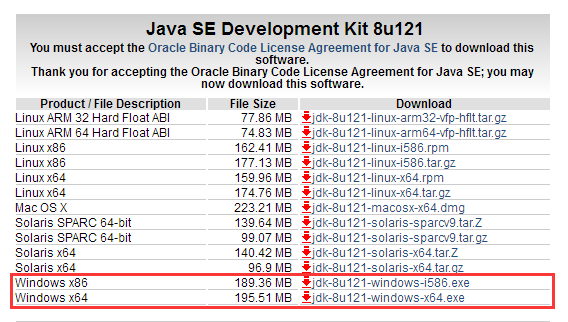 Java SE Development Kit 8u121
You must accept the Oracle Binary Code License Agreement for Java SE to download this
software.
Thank you for accepting the Oracle Binary Code License Agreement for Java SE; you may
now download this software.
Product / File Description File Size Download
Linux ARM 32 Hard Float ABI 77.86 MB jdk-8u121-linux-arm32-vfp-hflt.tar.gz
Linux ARM 64 Hard Float ABI 74.83 MB jdk-8u121-linux-arm64-vfp-hflt.tar.gz
Linux x86 162.41 MB jdk-8u121-linux-i586.rpm
Linux x86 177.13 MB jdk-8u121-linux-i586.tar.gz
Linux x64 159.96 MB jdk-8u121-linux-x64.rpm
Linux x64 174.76 MB jdk-8u121-linux-x64.tar.gz
Mac OS X 223.21 MB jdk-8u121-macosx-x64.dmg
Solaris SPARC 64-bit 139.64 MB jdk-8u121-solaris-sparcv9.tar.Z
Solaris SPARC 64-bit 99.07 MB jdk-8u121-solaris-sparcv9.tar.gz
Solaris x64 140.42 MB jdk-8u121-solaris-x64.tar.Z
Solaris x64 96.9 MB jdk-8u121-solaris-x64.tar.gz
Windows x86 189.36 MB jdk-8u121-windows-i586.exe
Windows x64 195.51 MB jdk-8u121-windows-x64.exe